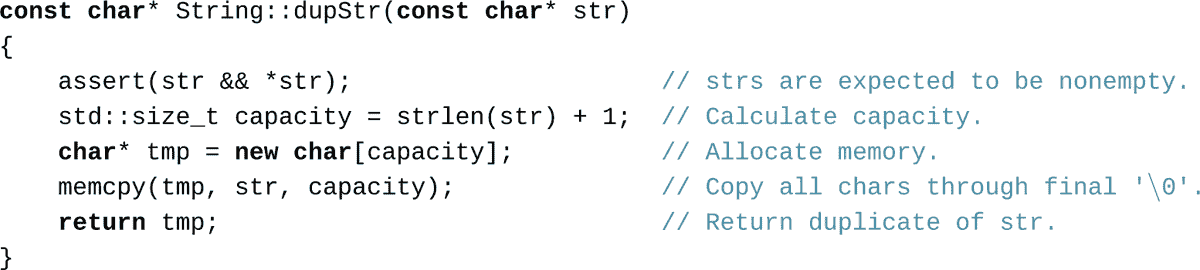 const char* String::dupStr(const char* str)
{
    assert(str && *str);                     // strs are expected to be nonempty.
    std::size_t capacity = strlen(str) + 1;  // Calculate capacity.
    char* tmp = new char[capacity];          // Allocate memory.
    memcpy(tmp, str, capacity);              // Copy all chars through final '\0'.
    return tmp;                              // Return duplicate of str.
}